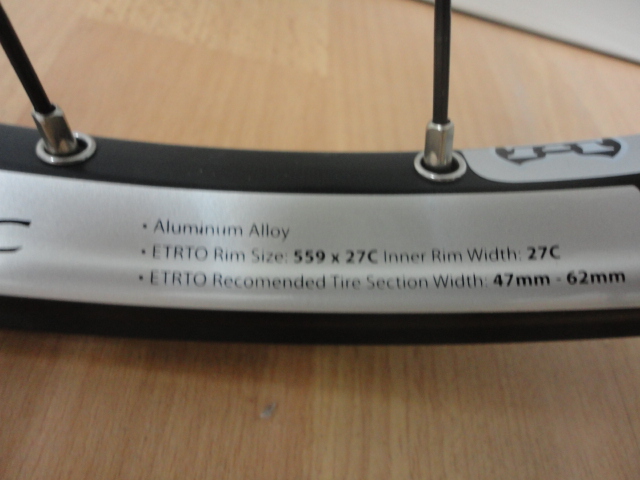 • Aluminum Alloy
• ETRTO Rim Size: 559 x 27C Inner Rim Width: 27C
• ETRTO Recomended Tire Section Width: 47mm - 62mm